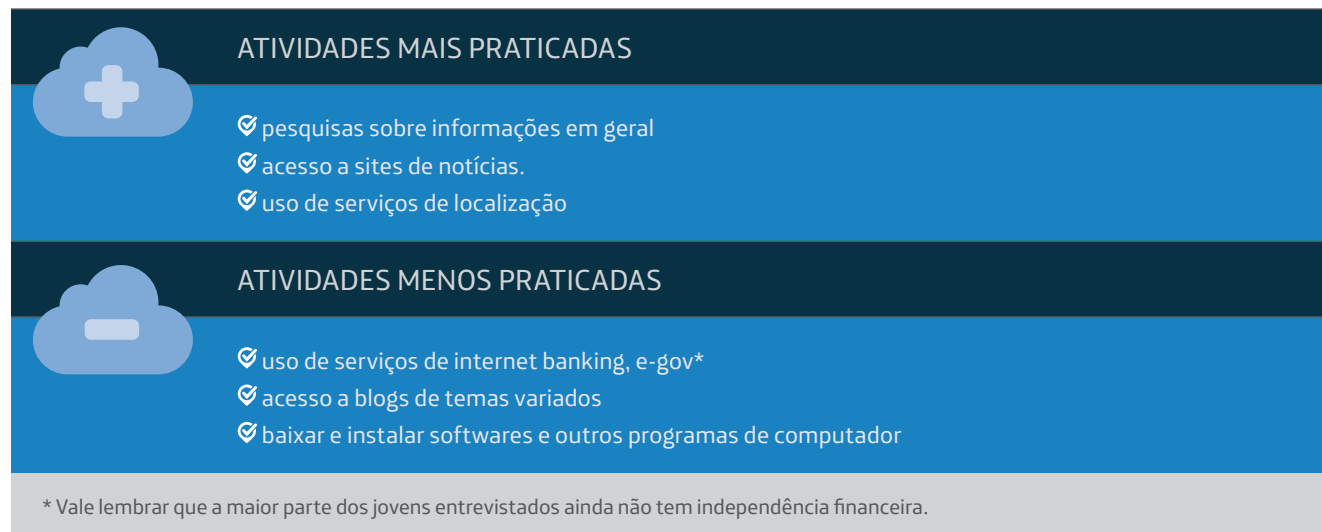 ATIVIDADES MAIS PRATICADAS
pesquisas sobre informações em geral
acesso a sites de notícias.
uso de serviços de localização
ATIVIDADES MENOS PRATICADAS
uso de serviços de internet banking, e-gov*
acesso a blogs de temas variados
baixar e instalar softwares e outros programas de computador
* Vale lembrar que a maior parte dos jovens entrevistados ainda não tem independência financeira.